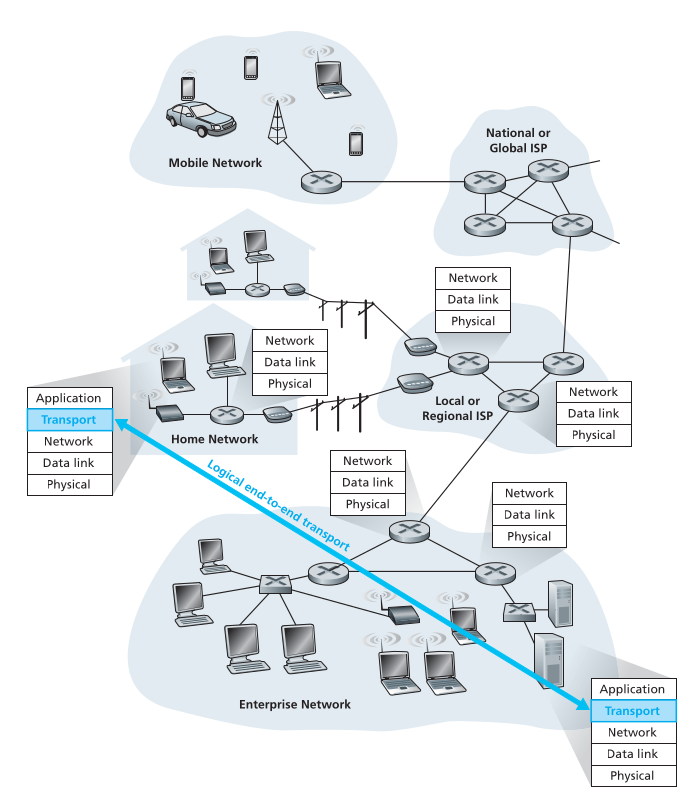 Mobile Network
National or
Global ISP
Network
Data link
Physical
Network
Data link
Physical
Application
Transport
Network
Data link
Physical
Home Network
Local or
Regional ISP
Network
Data link
Physical
Logical end-to-end transport
Network
Data link
Physical
Network
Data link
Physical
Enterprise Network
Application
Transport
Network
Data link
Physical